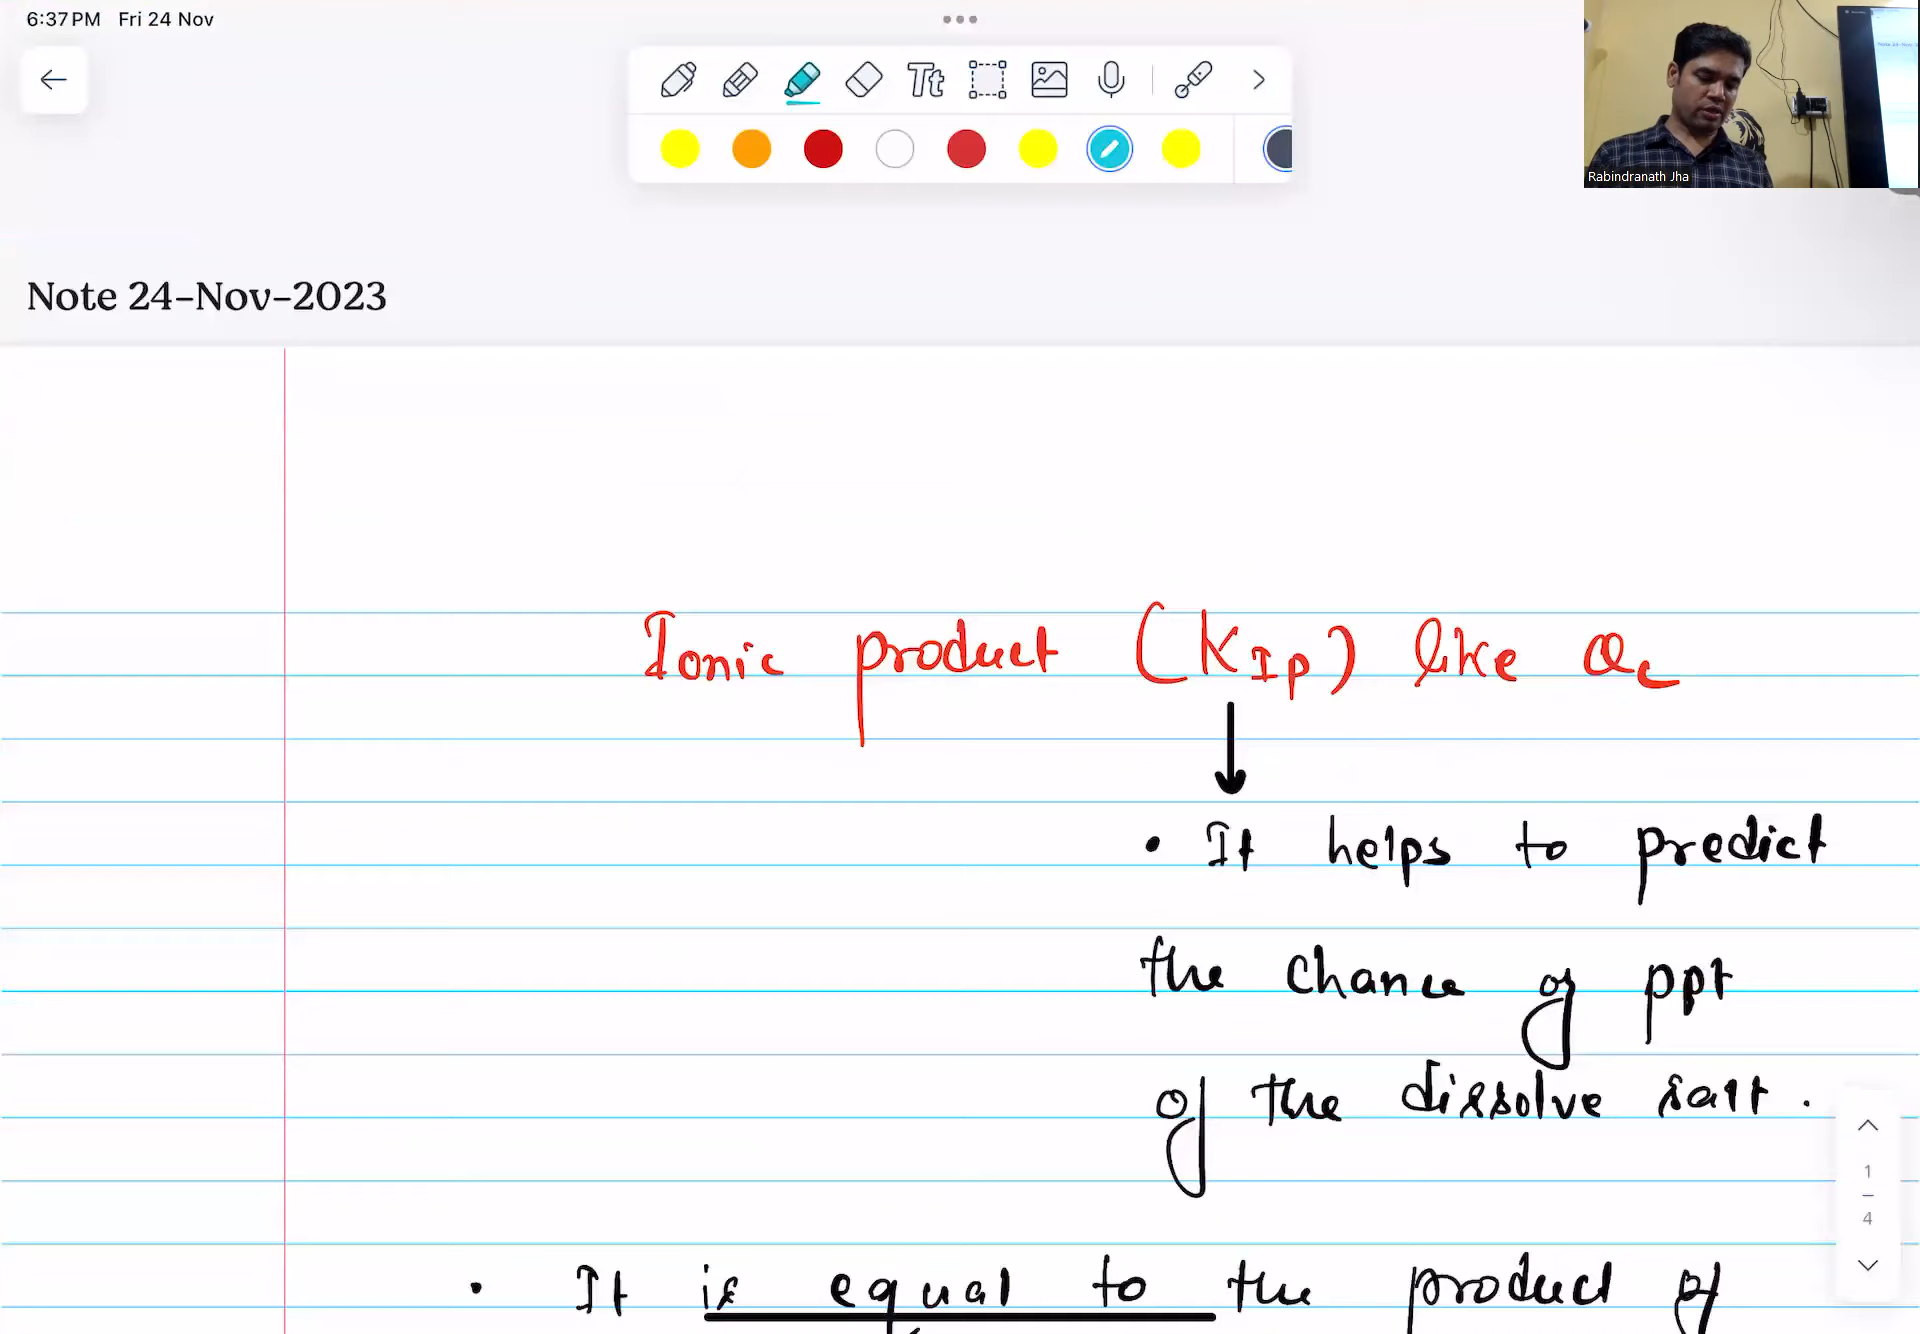 6:37 PM Fri 24 Nov
Tt
Rabindranath Jha
Note 24-Nov-2023
Ionic product (KIP) like Qc
• It helps to predict
the chance of ppt
of the dissolve salt.
1
4
• It is equal to the product of